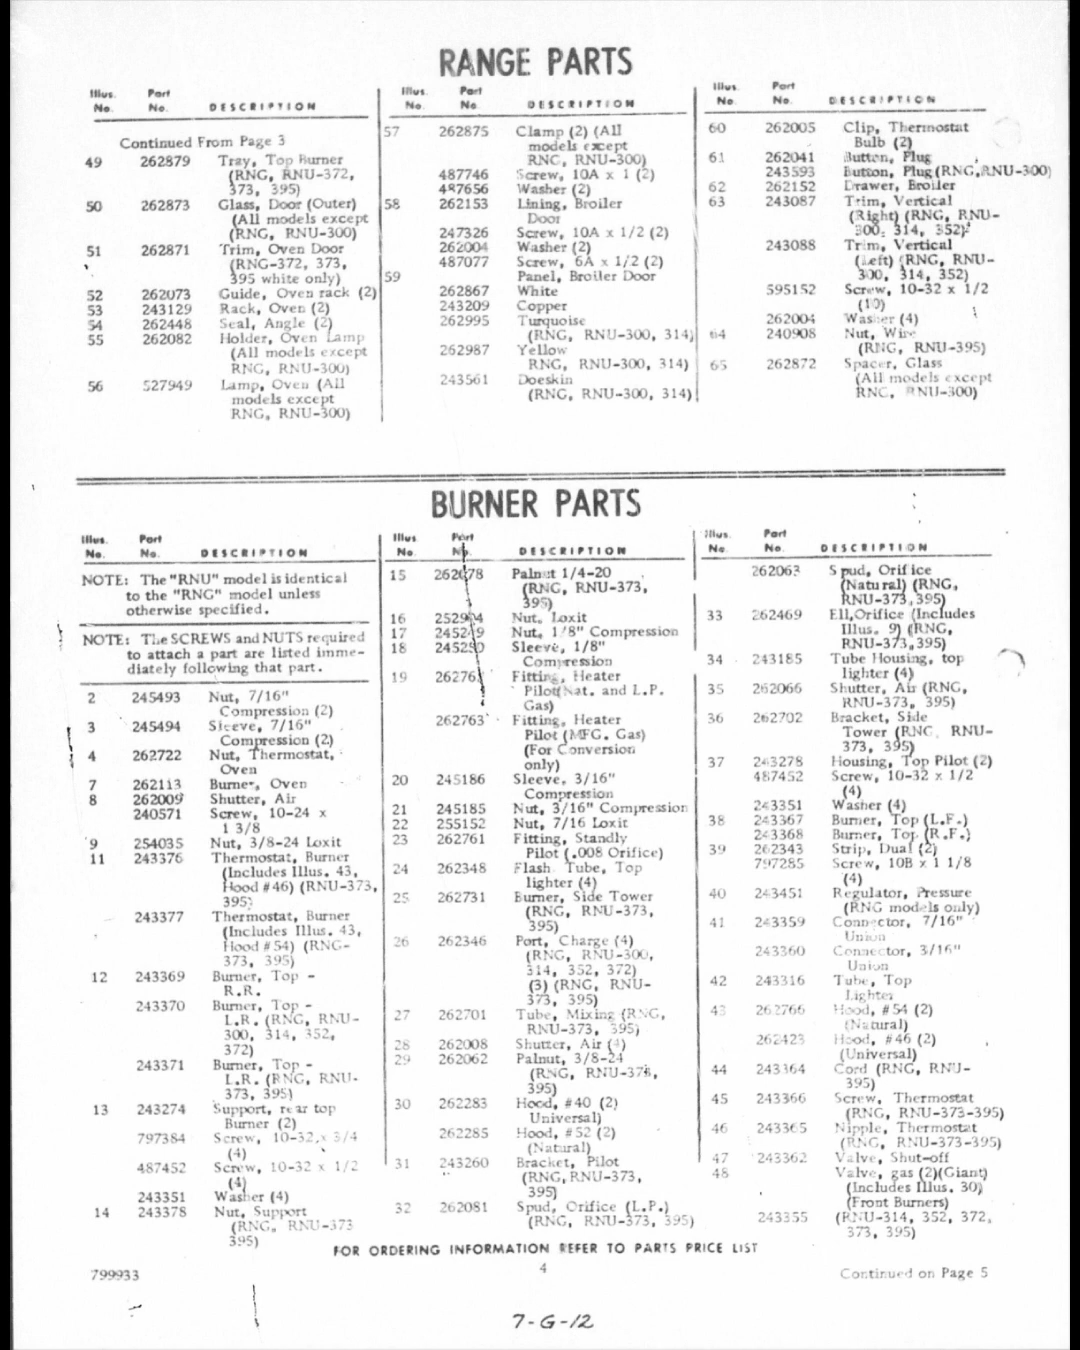 RANGE PARTS
Illus. No. Part No. DESCRIPTION
Continued From Page 3
49 262879 Tray, Top Burner
(RNG, RNU-372,
373, 395)
50 262873 Glass, Door (Outer)
(All models except
(RNG, RNU-300)
51 262871 Trim, Oven Door
(RNG-372, 373,
395 white only)
52 262073 Guide, Oven rack (2)
53 243129 Rack, Oven (2)
54 262448 Seal, Angle (2)
55 262082 Holder, Oven Lamp
(All models except
RNG, RNU-300)
56 527949 Lamp, Oven (All
models except
RNG, RNU-300)
Illus. No. Part No. DESCRIPTION
57 262875 Clamp (2) (All
models except
RNG, RNU-300)
487746 Screw, 10A x 1 (2)
487656 Washer (2)
58 262153 Lining, Broiler
Door
247326 Screw, 10A x 1/2 (2)
262004 Washer (2)
487077 Screw, 6A x 1/2 (2)
59 Panel, Broiler Door
262867 White
243209 Copper
262995 Turquoise
(RNG, RNU-300, 314)
262987 Yellow
RNG, RNU-300, 314)
243561 Doeskin
(RNG, RNU-300, 314)
Illus. No. Part No. DESCRIPTION
60 262005 Clip, Thermostat
Bulb (2)
61 262041 Button, Plug
243593 Button, Plug(RNG,RNU-300)
62 262152 Drawer, Broiler
63 243087 Trim, Vertical
(Right) (RNG, RNU-
300, 314, 352)
243088 Trim, Vertical
(Left) (RNG, RNU-
300, 314, 352)
595152 Screw, 10-32 x 1/2
(10)
262004 Washer (4)
64 240908 Nut, Wire
(RNG, RNU-395)
65 262872 Spacer, Glass
(All models except
RNG, RNU-300)
BURNER PARTS
Illus. No. Part No. DESCRIPTION
NOTE: The "RNU" model is identical
to the "RNG" model unless
otherwise specified.
NOTE: The SCREWS and NUTS required
to attach a part are listed imme-
diately following that part.
2 245493 Nut, 7/16"
Compression (2)
3 245494 Sleeve, 7/16"
Compression (2)
4 262722 Nut, Thermostat,
Oven
7 262113 Burner, Oven
8 262009 Shutter, Air
240571 Screw, 10-24 x
1 3/8
9 254035 Nut, 3/8-24 Loxit
11 243376 Thermostat, Burner
(Includes Illus. 43,
Hood #46) (RNU-373,
395)
243377 Thermostat, Burner
(Includes Illus. 43,
Hood #54) (RNG-
373, 395)
12 243369 Burner, Top -
R.R.
243370 Burner, Top -
L.R. (RNG, RNU-
300, 314, 352,
372)
243371 Burner, Top -
L.R. (RNG, RNU-
373, 395)
13 243274 Support, rear top
Burner (2)
797384 Screw, 10-32 x 3/4
(4)
487452 Screw, 10-32 x 1/2
(4)
243351 Washer (4)
14 243378 Nut, Support
(RNG, RNU-373
395)
Illus. No. Part No. DESCRIPTION
15 262078 Palnut 1/4-20
(RNG, RNU-373,
395)
16 Nut, Loxit
17 Nut, 1/8" Compression
18 Sleeve, 1/8"
Compression
19 Fitting, Heater
Pilot(Nat. and L.P.
Gas)
262763 Fitting, Heater
Pilot (MFG. Gas)
(For Conversion
only)
20 245186 Sleeve, 3/16"
Compression
21 245185 Nut, 3/16" Compression
22 255152 Nut, 7/16 Loxit
23 262761 Fitting, Standly
Pilot (.008 Orifice)
24 262348 Flash Tube, Top
lighter (4)
25 262731 Burner, Side Tower
(RNG, RNU-373,
395)
26 262346 Port, Charge (4)
(RNG, RNU-300,
314, 352, 372)
(3) (RNG, RNU-
373, 395)
27 262701 Tube, Mixing (RNG,
RNU-373, 395)
28 262008 Shutter, Air (4)
29 262062 Palnut, 3/8-24
(RNG, RNU-373,
395)
30 262283 Hood, #40 (2)
Universal)
262285 Hood, #52 (2)
(Natural)
31 243260 Bracket, Pilot
(RNG,RNU-373,
395)
32 262081 Spud, Orifice (L.P.)
(RNG, RNU-373, 395)
Illus. No. Part No. DESCRIPTION
262063 Spud, Orifice
(Natural) (RNG,
RNU-373,395)
33 262469 Ell,Orifice (Includes
Illus. 9) (RNG,
RNU-373,395)
34 243185 Tube Housing, top
lighter (4)
35 262066 Shutter, Air (RNG,
RNU-373, 395)
36 262702 Bracket, Side
Tower (RNG, RNU-
373, 395)
37 243278 Housing, Top Pilot (2)
487452 Screw, 10-32 x 1/2
(4)
243351 Washer (4)
38 243367 Burner, Top (L.F.)
243368 Burner, Top (R.F.)
39 262343 Strip, Dual (2)
797285 Screw, 10B x 1 1/8
(4)
40 243451 Regulator, Pressure
(RNG models only)
41 243359 Connector, 7/16"
Union
243360 Connector, 3/16"
Union
42 243316 Tube, Top
Lighter
43 262766 Hood, #54 (2)
(Natural)
262423 Hood, #46 (2)
(Universal)
44 243364 Cord (RNG, RNU-
395)
45 243366 Screw, Thermostat
(RNG, RNU-373-395)
46 243365 Nipple, Thermostat
(RNG, RNU-373-395)
47 243362 Valve, Shut-off
48 Valve, gas (2)(Giant)
(Includes Illus. 30)
(Front Burners)
243355 (RNU-314, 352, 372,
373, 395)
FOR ORDERING INFORMATION REFER TO PARTS PRICE LIST
799933 4 Continued on Page 5
7-G-12